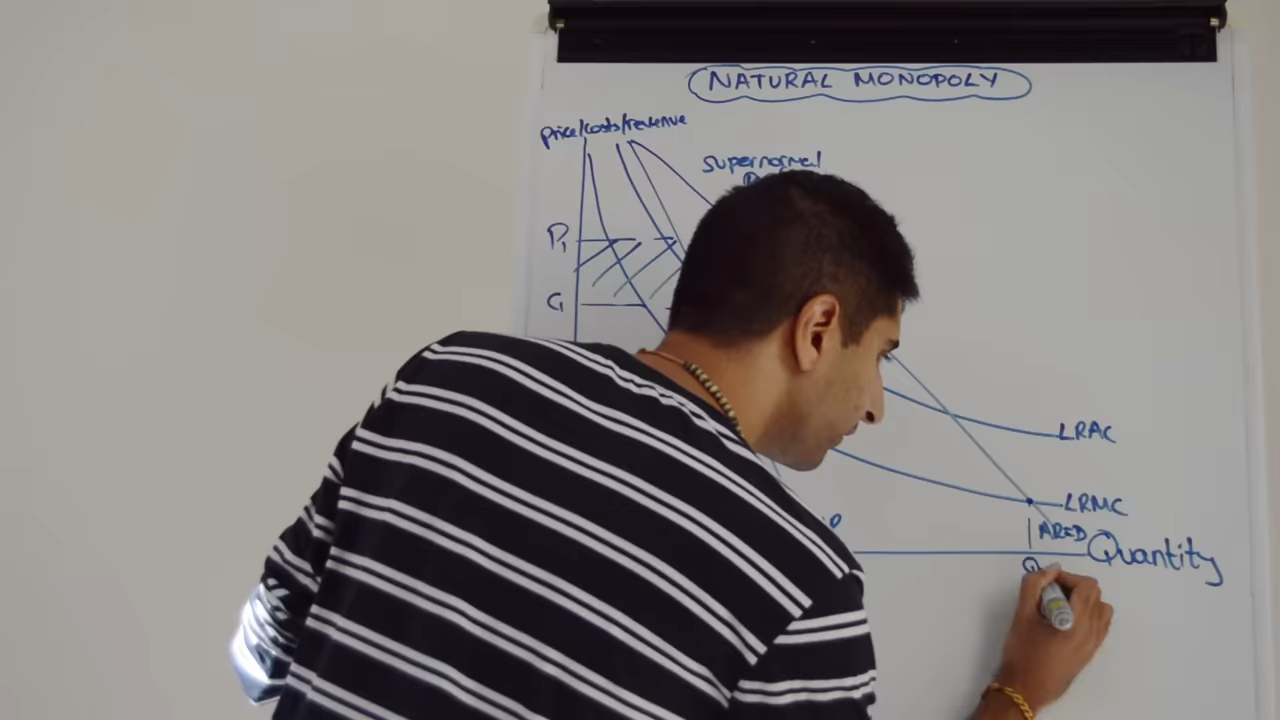 NATURAL MONOPOLY
price/costs/revenue
supernormal
P1
C1
LRAC
LRMC
AR=D
Quantity
Q